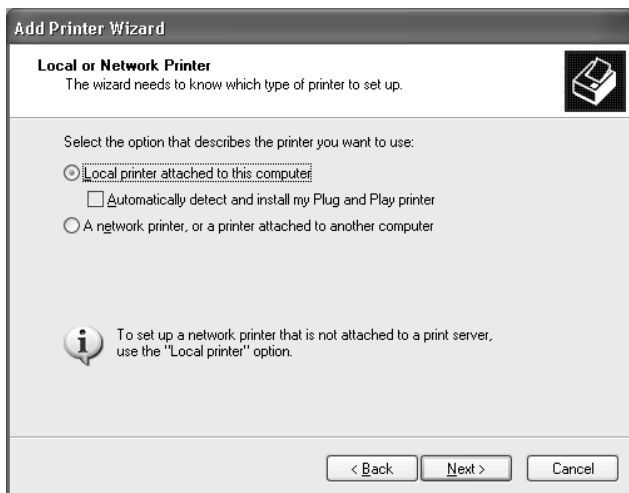 Add Printer Wizard
Local or Network Printer
The wizard needs to know which type of printer to set up.
Select the option that describes the printer you want to use:
Local printer attached to this computer
Automatically detect and install my Plug and Play printer
A network printer, or a printer attached to another computer
To set up a network printer that is not attached to a print server,
use the "Local printer" option.
< Back
Next >
Cancel